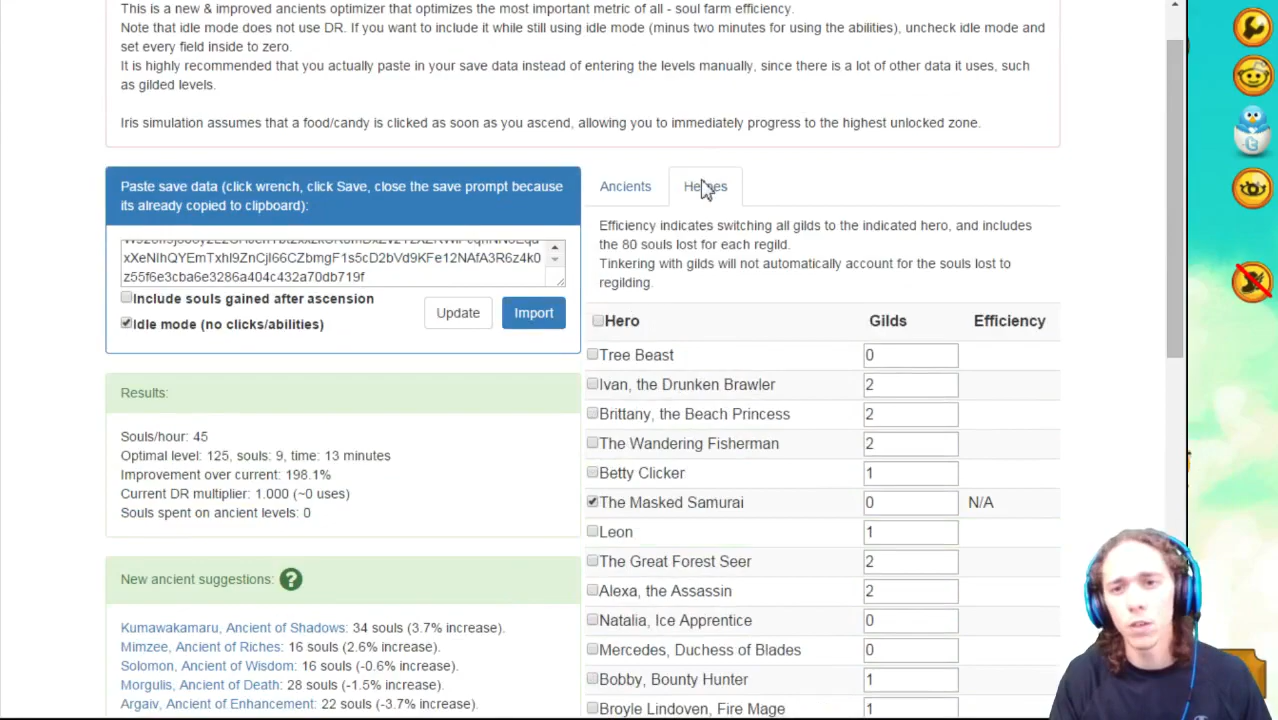 This is a new & improved ancients optimizer that optimizes the most important metric of all - soul farm efficiency.
Note that idle mode does not use DR. If you want to include it while still using idle mode (minus two minutes for using the abilities), uncheck idle mode and
set every field inside to zero.
It is highly recommended that you actually paste in your save data instead of entering the levels manually, since there is a lot of other data it uses, such
as gilded levels.
Iris simulation assumes that a food/candy is clicked as soon as you ascend, allowing you to immediately progress to the highest unlocked zone.
Paste save data (click wrench, click Save, close the save prompt because
its already copied to clipboard):
xXeNIhQYEmTxhI9ZnCjI66CZbmgF1s5cD2bVd9KFe12NAfA3R6z4k0
z55f6e3cba6e3286a404c432a70db719f
Include souls gained after ascension
Idle mode (no clicks/abilities)
Update
Import
Results:
Souls/hour: 45
Optimal level: 125, souls: 9, time: 13 minutes
Improvement over current: 198.1%
Current DR multiplier: 1.000 (~0 uses)
Souls spent on ancient levels: 0
New ancient suggestions: ?
Kumawakamaru, Ancient of Shadows: 34 souls (3.7% increase).
Mimzee, Ancient of Riches: 16 souls (2.6% increase).
Solomon, Ancient of Wisdom: 16 souls (-0.6% increase).
Morgulis, Ancient of Death: 28 souls (-1.5% increase).
Argaiv, Ancient of Enhancement: 22 souls (-3.7% increase).
Ancients
Heroes
Efficiency indicates switching all gilds to the indicated hero, and includes
the 80 souls lost for each regild.
Tinkering with gilds will not automatically account for the souls lost to
regilding.
Hero Gilds Efficiency
Tree Beast 0
Ivan, the Drunken Brawler 2
Brittany, the Beach Princess 2
The Wandering Fisherman 2
Betty Clicker 1
The Masked Samurai 0 N/A
Leon 1
The Great Forest Seer 2
Alexa, the Assassin 2
Natalia, Ice Apprentice 0
Mercedes, Duchess of Blades 0
Bobby, Bounty Hunter 1
Broyle Lindoven, Fire Mage 1